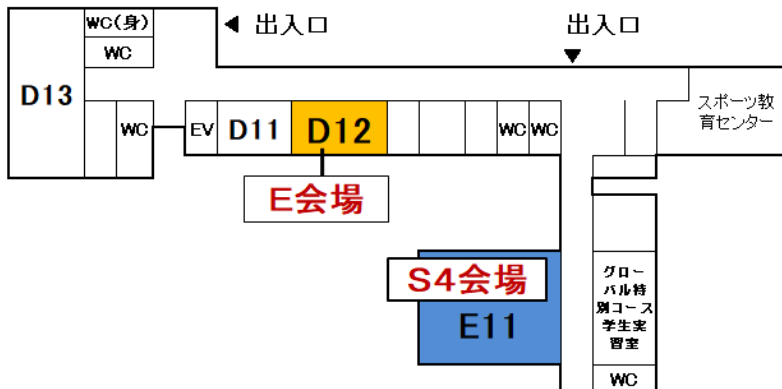 WC(身)
◀ 出入口
出入口
▼
WC
D13
スポーツ教
育センター
WC
EV
D11
D12
WC
WC
E会場
S4会場
E11
グロー
バル特
別コース
学生実
習室
WC